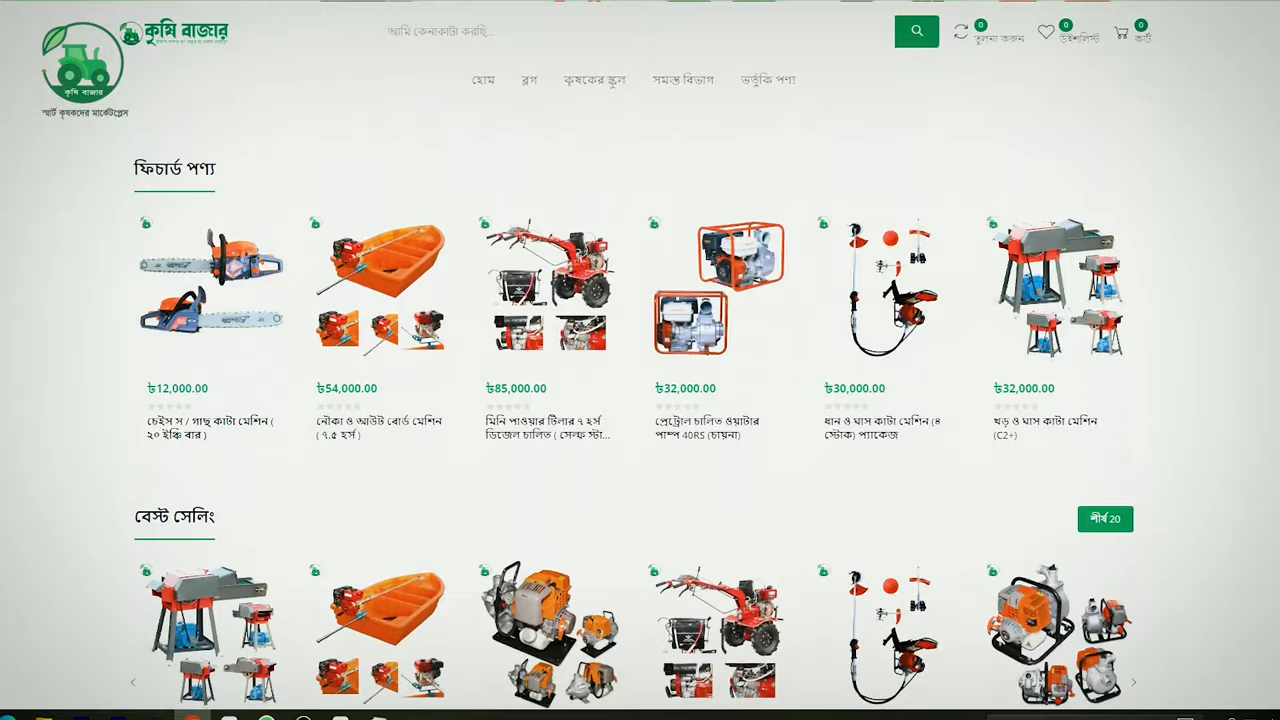 কৃষি বাজার
আমি কেনাকাটা করছি...
0
তুলনা করুন
0
উইশলিস্ট
0
কার্ট
কৃষি বাজার
স্মার্ট কৃষকদের মার্কেটপ্লেস
হোম ব্লগ কৃষকের স্কুল সমস্ত বিভাগ ভর্তুকি পণ্য
ফিচার্ড পণ্য
৳12,000.00
চেইন স / গাছ কাটা মেশিন (
২০ ইঞ্চি বার )
৳54,000.00
নৌকা ও আউট বোর্ড মেশিন
( ৭.৫ হর্স )
৳85,000.00
মিনি পাওয়ার টিলার ৭ হর্স
ডিজেল চালিত ( সেল্ফ স্টা...
৳32,000.00
পেট্রোল চালিত ওয়াটার
পাম্প 40RS (চায়না)
৳30,000.00
ধান ও ঘাস কাটা মেশিন (৪
স্টোক) প্যাকেজ
৳32,000.00
খড় ও ঘাস কাটা মেশিন
(C2+)
বেস্ট সেলিং
শীর্ষ 20